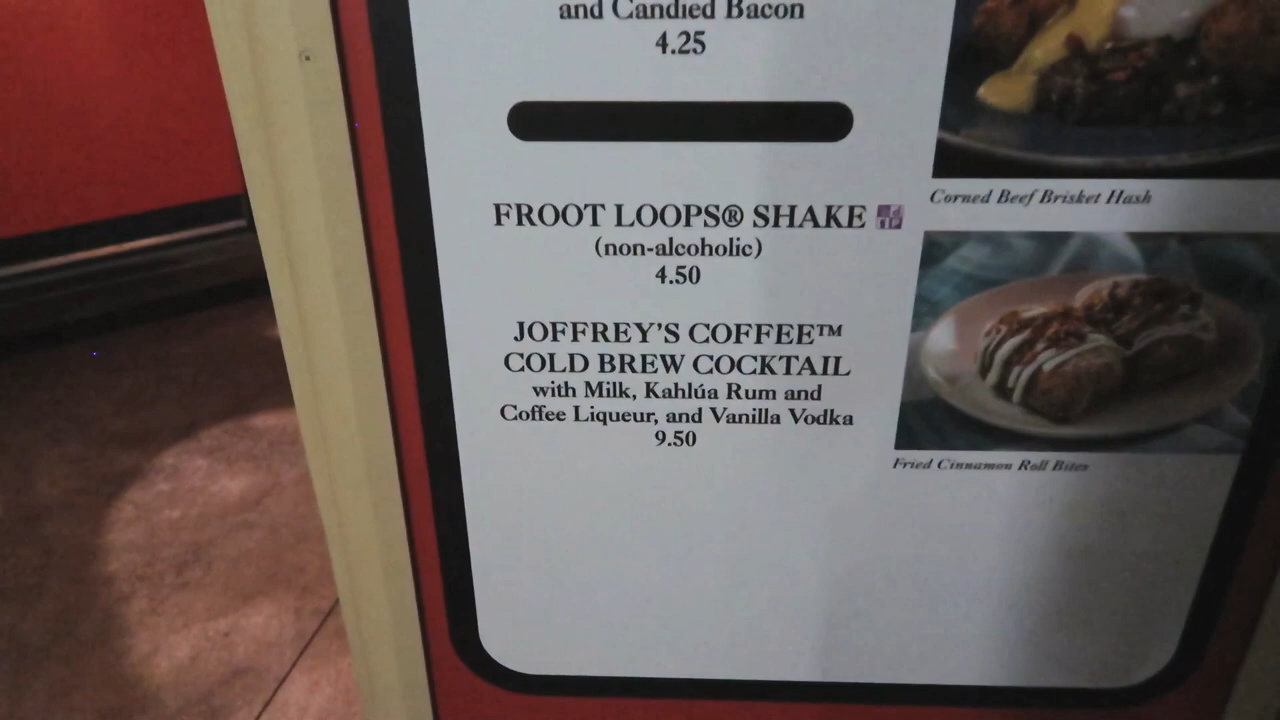 and Candied Bacon
4.25
FROOT LOOPS® SHAKE
(non-alcoholic)
4.50
JOFFREY'S COFFEE™
COLD BREW COCKTAIL
with Milk, Kahlúa Rum and
Coffee Liqueur, and Vanilla Vodka
9.50
Corned Beef Brisket Hash
Fried Cinnamon Roll Bites